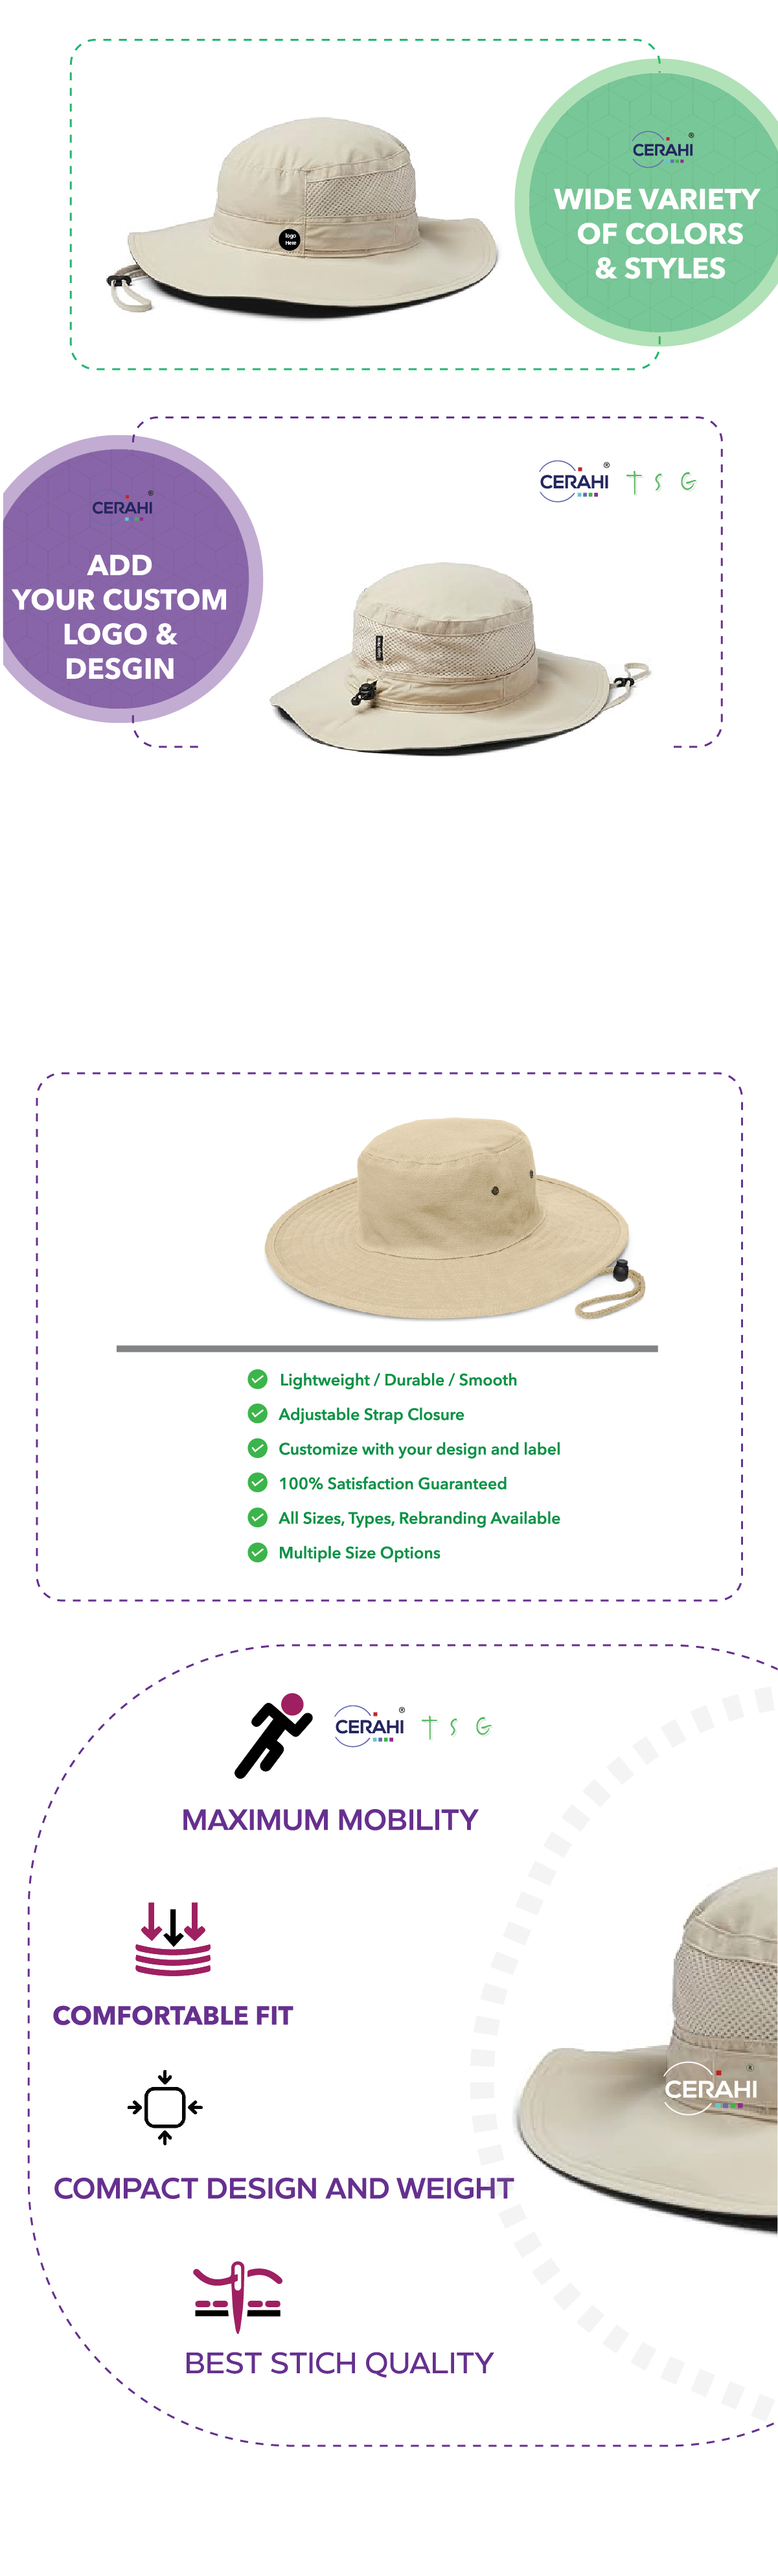 CERAHI ®
WIDE VARIETY
OF COLORS
& STYLES
logo
Here
CERAHI ® T S G
CERAHI ®
ADD
YOUR CUSTOM
LOGO &
DESGIN
Lightweight / Durable / Smooth
Adjustable Strap Closure
Customize with your design and label
100% Satisfaction Guaranteed
All Sizes, Types, Rebranding Available
Multiple Size Options
CERAHI ® T S G
MAXIMUM MOBILITY
COMFORTABLE FIT
CERAHI ®
COMPACT DESIGN AND WEIGHT
BEST STICH QUALITY